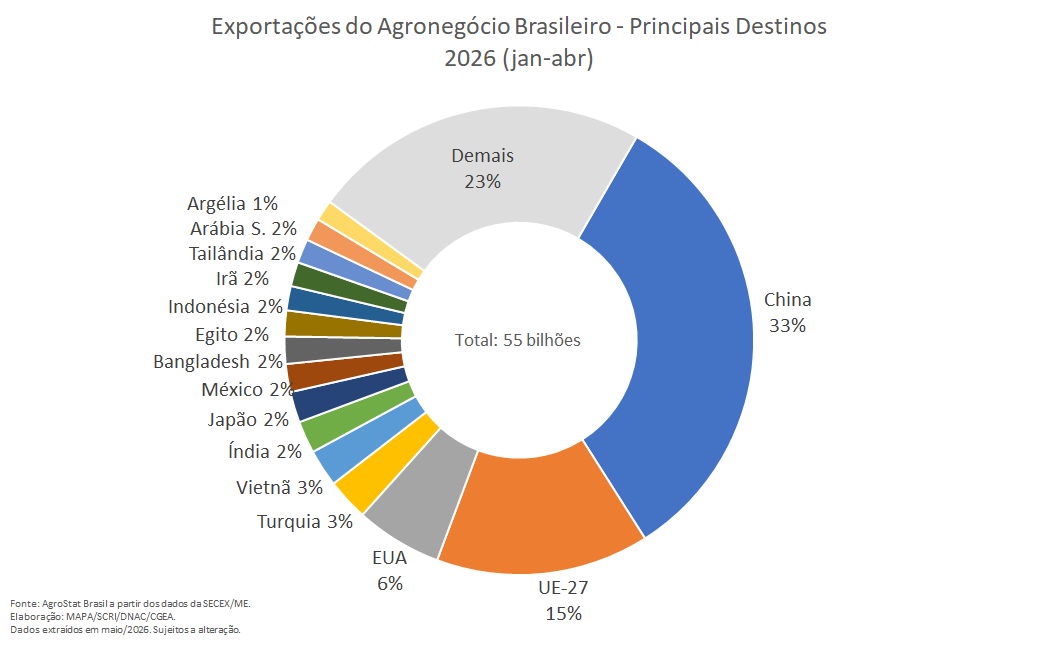 Exportações do Agronegócio Brasileiro - Principais Destinos
2026 (jan-abr)
Demais
23%
Argélia 1%
Arábia S. 2%
Tailândia 2%
Irã 2%
Indonésia 2%
Egito 2%
Bangladesh 2%
México 2%
Japão 2%
Índia 2%
Vietnã 3%
Turquia 3%
EUA
6%
UE-27
15%
China
33%
Total: 55 bilhões
Fonte: AgroStat Brasil a partir dos dados da SECEX/ME.
Elaboração: MAPA/SCRI/DNAC/CGEA.
Dados extraídos em maio/2026. Sujeitos a alteração.